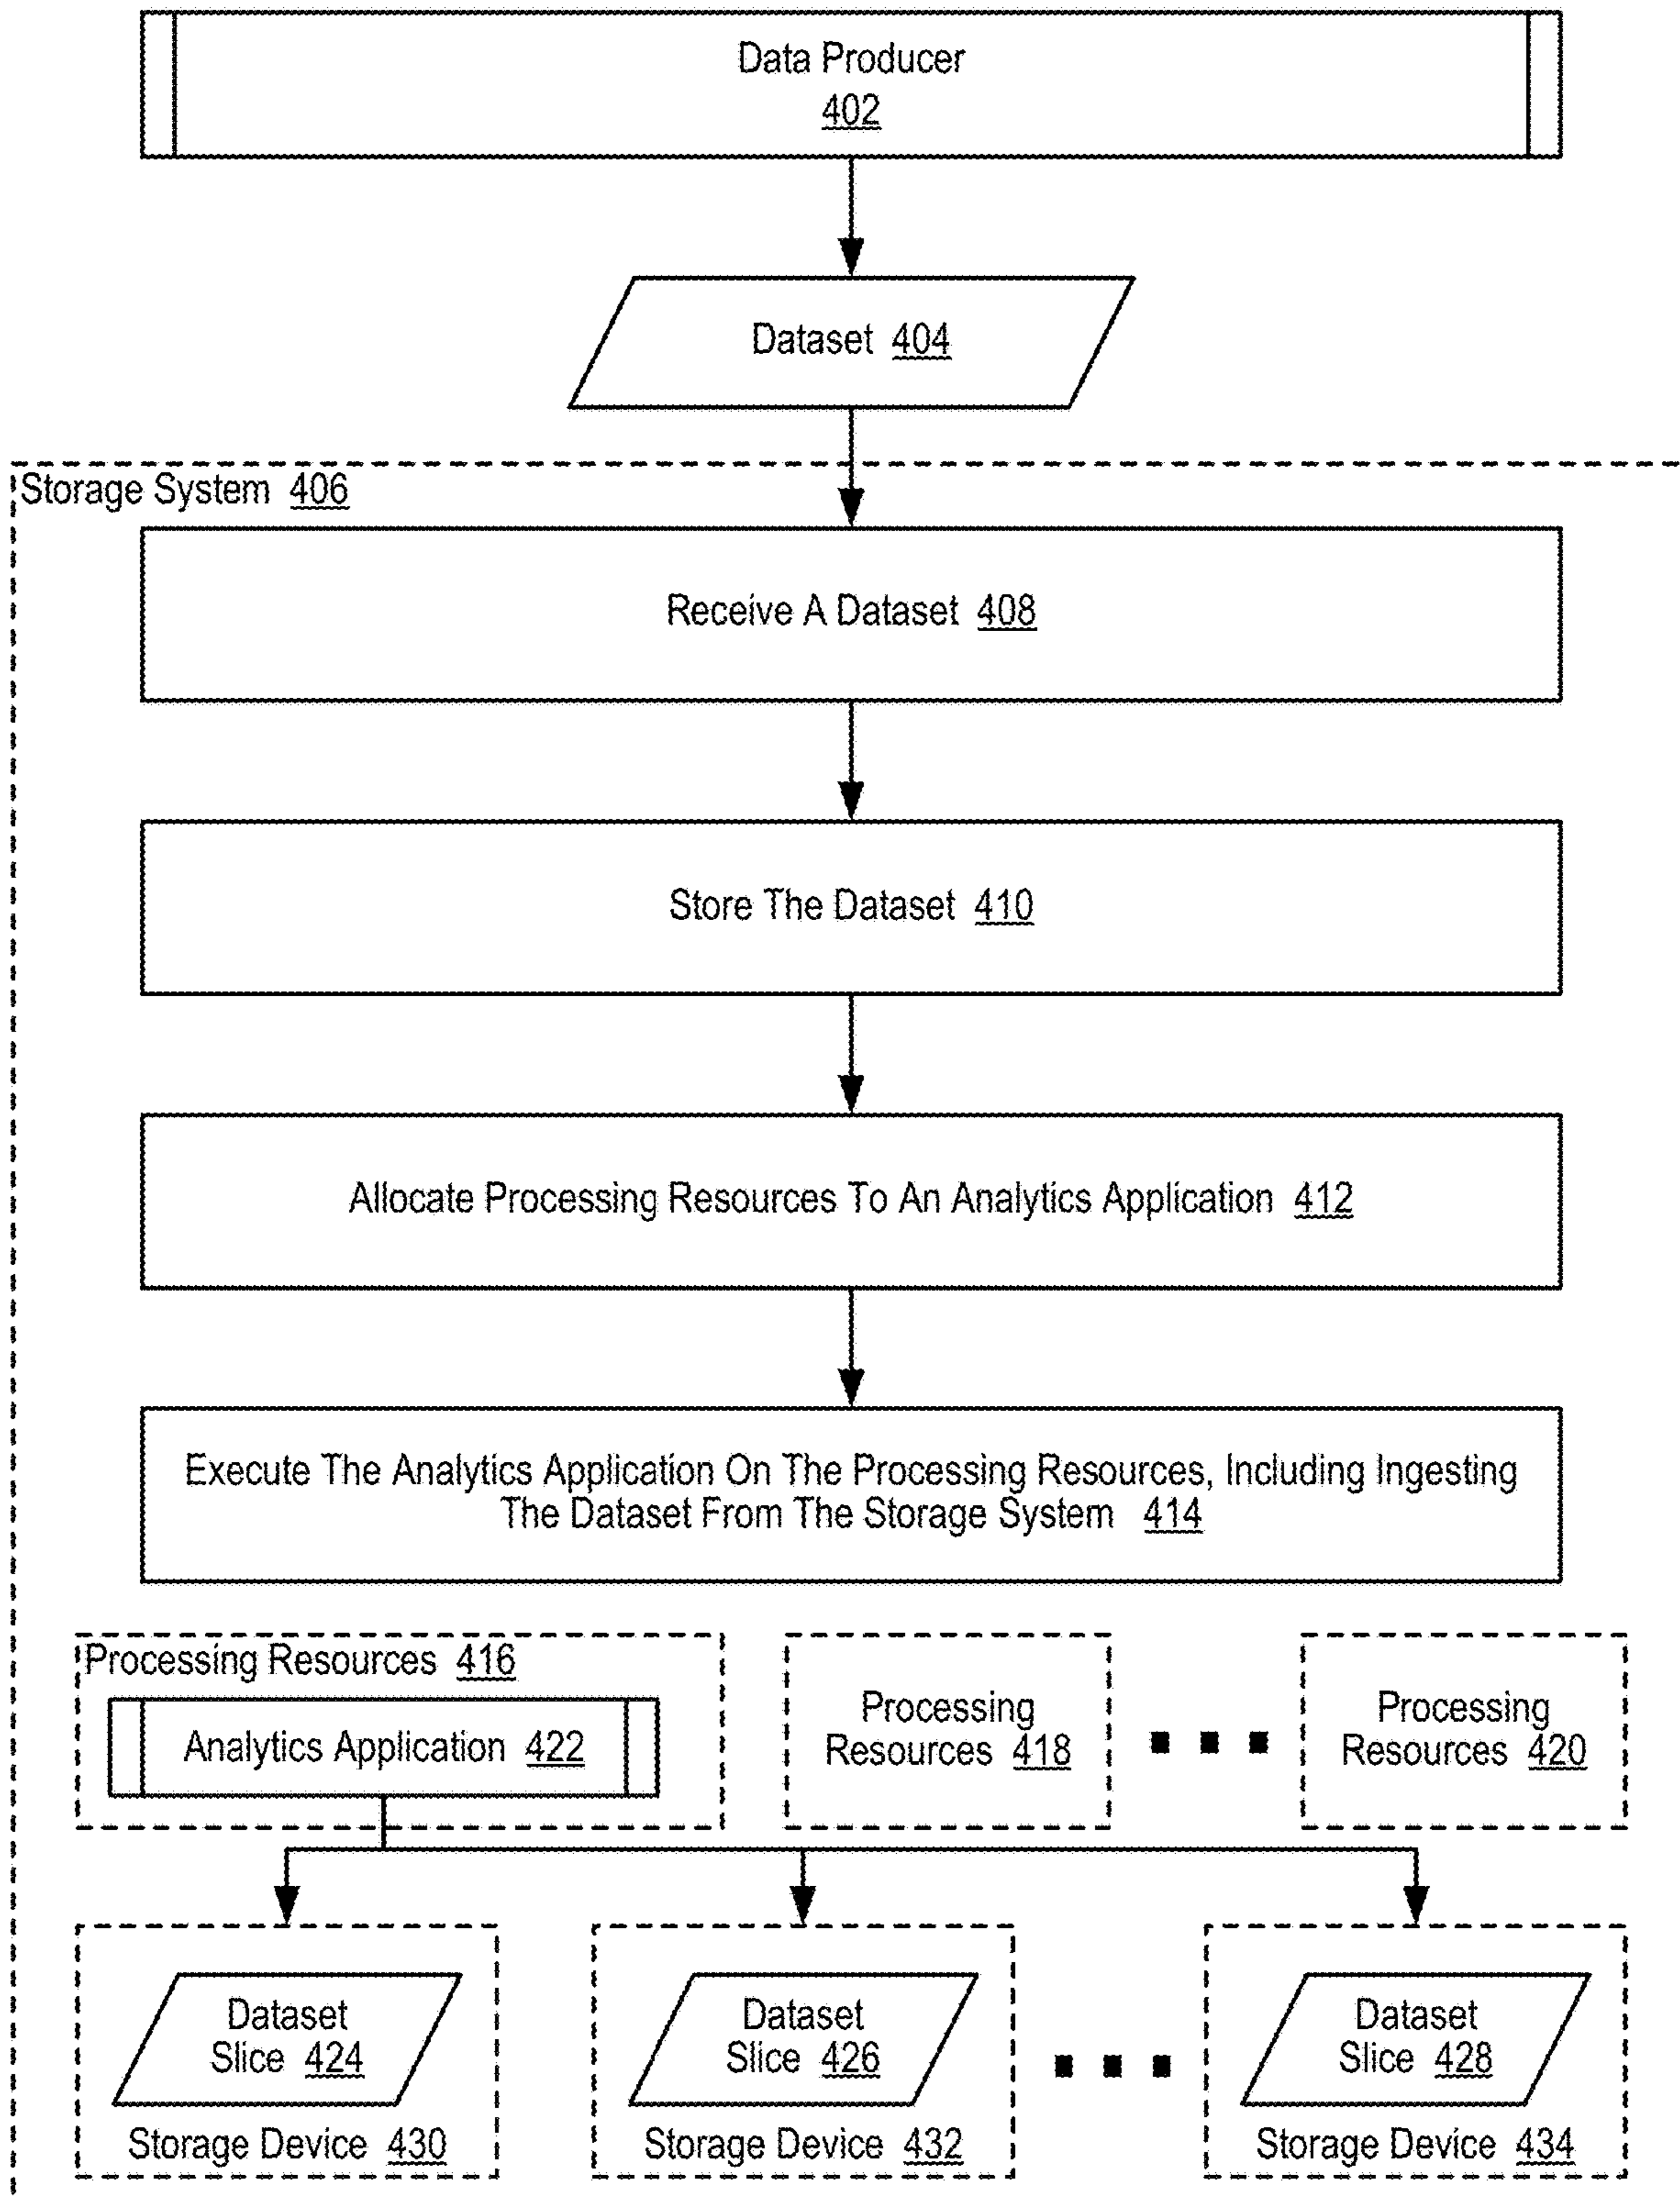 Data Producer
402
Dataset 404
Storage System 406
Receive A Dataset 408
Store The Dataset 410
Allocate Processing Resources To An Analytics Application 412
Execute The Analytics Application On The Processing Resources, Including Ingesting
The Dataset From The Storage System 414
Processing Resources 416
Analytics Application 422
Processing
Resources 418
Processing
Resources 420
Dataset
Slice 424
Storage Device 430
Dataset
Slice 426
Storage Device 432
Dataset
Slice 428
Storage Device 434